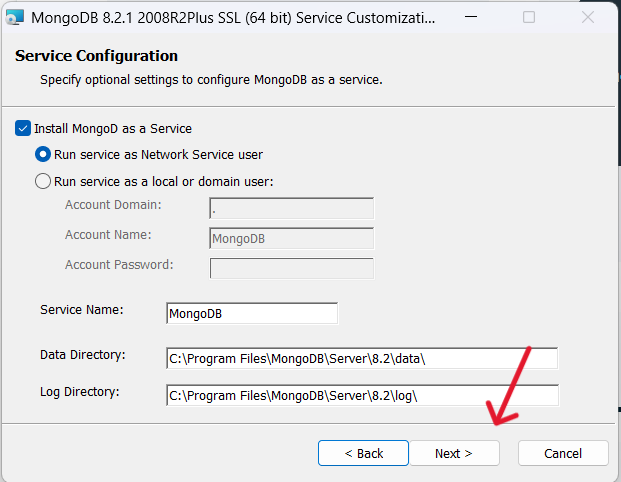 MongoDB 8.2.1 2008R2Plus SSL (64 bit) Service Customizati...
Service Configuration
Specify optional settings to configure MongoDB as a service.
Install MongoD as a Service
Run service as Network Service user
Run service as a local or domain user:
Account Domain: .
Account Name: MongoDB
Account Password:
Service Name: MongoDB
Data Directory: C:\Program Files\MongoDB\Server\8.2\data\
Log Directory: C:\Program Files\MongoDB\Server\8.2\log\
< Back Next > Cancel